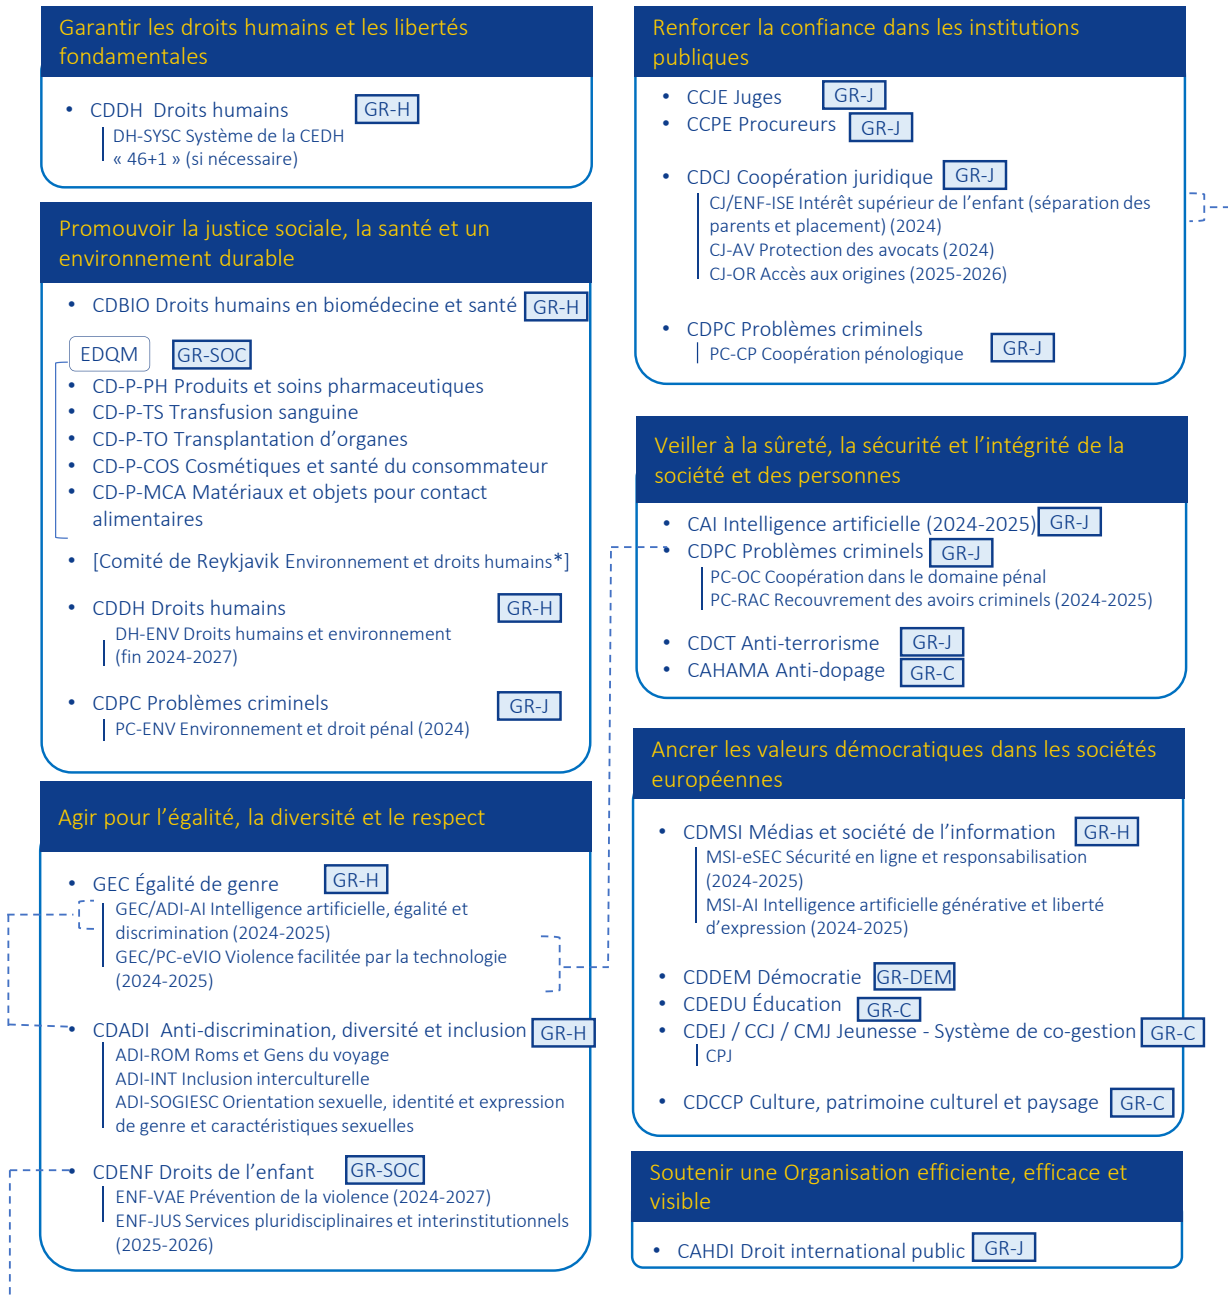 Garantir les droits humains et les libertés
fondamentales
• CDDH Droits humains GR-H
DH-SYSC Système de la CEDH
« 46+1 » (si nécessaire)
Promouvoir la justice sociale, la santé et un
environnement durable
• CDBIO Droits humains en biomédecine et santé GR-H
EDQM GR-SOC
• CD-P-PH Produits et soins pharmaceutiques
• CD-P-TS Transfusion sanguine
• CD-P-TO Transplantation d’organes
• CD-P-COS Cosmétiques et santé du consommateur
• CD-P-MCA Matériaux et objets pour contact
alimentaires
• [Comité de Reykjavik Environnement et droits humains*]
• CDDH Droits humains GR-H
DH-ENV Droits humains et environnement
(fin 2024-2027)
• CDPC Problèmes criminels GR-J
PC-ENV Environnement et droit pénal (2024)
Agir pour l’égalité, la diversité et le respect
• GEC Égalité de genre GR-H
GEC/ADI-AI Intelligence artificielle, égalité et
discrimination (2024-2025)
GEC/PC-eVIO Violence facilitée par la technologie
(2024-2025)
• CDADI Anti-discrimination, diversité et inclusion GR-H
ADI-ROM Roms et Gens du voyage
ADI-INT Inclusion interculturelle
ADI-SOGIESC Orientation sexuelle, identité et expression
de genre et caractéristiques sexuelles
• CDENF Droits de l’enfant GR-SOC
ENF-VAE Prévention de la violence (2024-2027)
ENF-JUS Services pluridisciplinaires et interinstitutionnels
(2025-2026)
Renforcer la confiance dans les institutions
publiques
• CCJE Juges GR-J
• CCPE Procureurs GR-J
• CDCJ Coopération juridique GR-J
CJ/ENF-ISE Intérêt supérieur de l’enfant (séparation des
parents et placement) (2024)
CJ-AV Protection des avocats (2024)
CJ-OR Accès aux origines (2025-2026)
• CDPC Problèmes criminels
PC-CP Coopération pénologique GR-J
Veiller à la sûreté, la sécurité et l’intégrité de la
société et des personnes
• CAI Intelligence artificielle (2024-2025) GR-J
• CDPC Problèmes criminels GR-J
PC-OC Coopération dans le domaine pénal
PC-RAC Recouvrement des avoirs criminels (2024-2025)
• CDCT Anti-terrorisme GR-J
• CAHAMA Anti-dopage GR-C
Ancrer les valeurs démocratiques dans les sociétés
européennes
• CDMSI Médias et société de l’information GR-H
MSI-eSEC Sécurité en ligne et responsabilisation
(2024-2025)
MSI-AI Intelligence artificielle générative et liberté
d’expression (2024-2025)
• CDDEM Démocratie GR-DEM
• CDEDU Éducation GR-C
• CDEJ / CCJ / CMJ Jeunesse - Système de co-gestion GR-C
CPJ
• CDCCP Culture, patrimoine culturel et paysage GR-C
Soutenir une Organisation efficiente, efficace et
visible
• CAHDI Droit international public GR-J